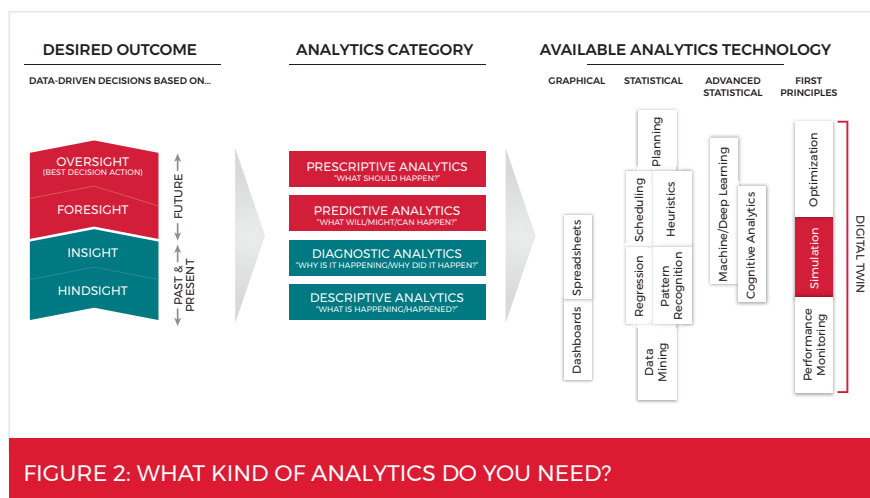 DESIRED OUTCOME
DATA-DRIVEN DECISIONS BASED ON...
OVERSIGHT
(BEST DECISION ACTION)
FORESIGHT
INSIGHT
HINDSIGHT
FUTURE
PAST &
PRESENT
ANALYTICS CATEGORY
PRESCRIPTIVE ANALYTICS
"WHAT SHOULD HAPPEN?"
PREDICTIVE ANALYTICS
"WHAT WILL/MIGHT/CAN HAPPEN?"
DIAGNOSTIC ANALYTICS
"WHY IS IT HAPPENING/WHY DID IT HAPPEN?"
DESCRIPTIVE ANALYTICS
"WHAT IS HAPPENING/HAPPENED?"
AVAILABLE ANALYTICS TECHNOLOGY
GRAPHICAL
Spreadsheets
Dashboards
STATISTICAL
Planning
Scheduling
Heuristics
Regression
Pattern
Recognition
Data
Mining
ADVANCED
STATISTICAL
Machine/Deep Learning
Cognitive Analytics
FIRST
PRINCIPLES
Optimization
Simulation
Performance
Monitoring
DIGITAL TWIN
FIGURE 2: WHAT KIND OF ANALYTICS DO YOU NEED?